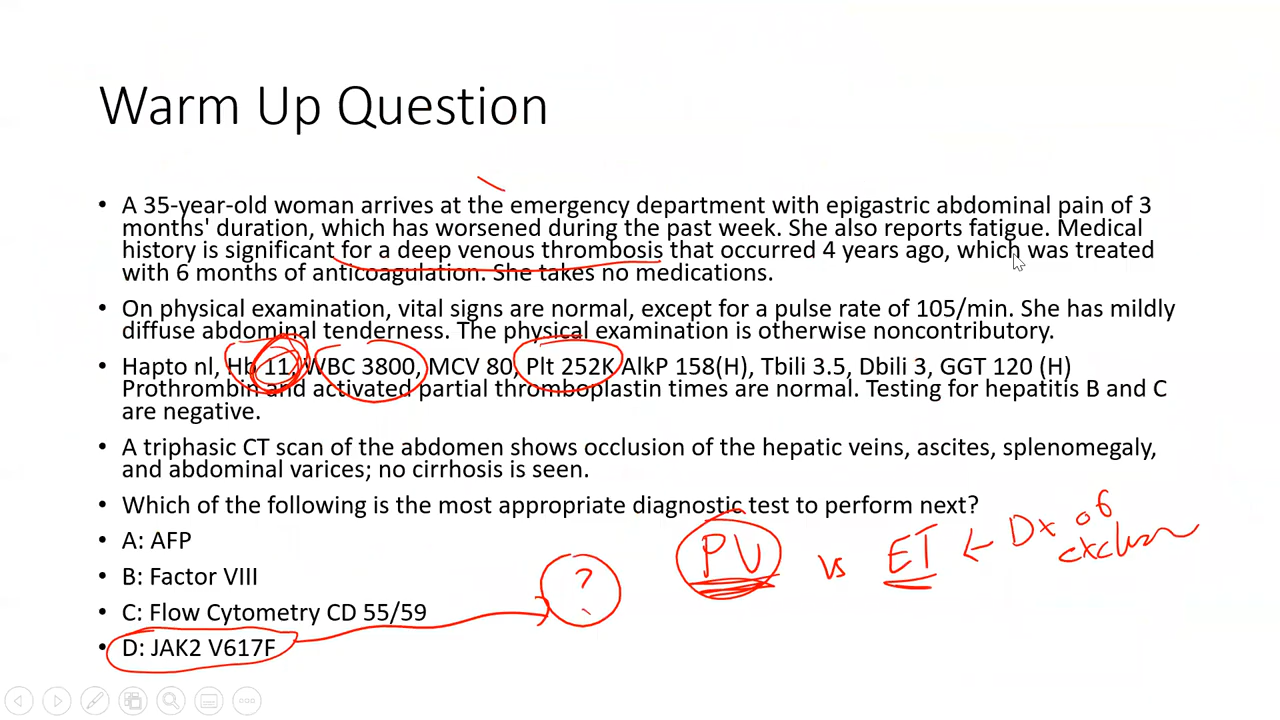 Warm Up Question
• A 35-year-old woman arrives at the emergency department with epigastric abdominal pain of 3
months' duration, which has worsened during the past week. She also reports fatigue. Medical
history is significant for a deep venous thrombosis that occurred 4 years ago, which was treated
with 6 months of anticoagulation. She takes no medications.
• On physical examination, vital signs are normal, except for a pulse rate of 105/min. She has mildly
diffuse abdominal tenderness. The physical examination is otherwise noncontributory.
• Hapto nl, Hb 11, WBC 3800, MCV 80, Plt 252K AlkP 158(H), Tbili 3.5, Dbili 3, GGT 120 (H)
Prothrombin and activated partial thromboplastin times are normal. Testing for hepatitis B and C
are negative.
• A triphasic CT scan of the abdomen shows occlusion of the hepatic veins, ascites, splenomegaly,
and abdominal varices; no cirrhosis is seen.
• Which of the following is the most appropriate diagnostic test to perform next?
• A: AFP
• B: Factor VIII
• C: Flow Cytometry CD 55/59
• D: JAK2 V617F
?
PV vs ET ← Dx of